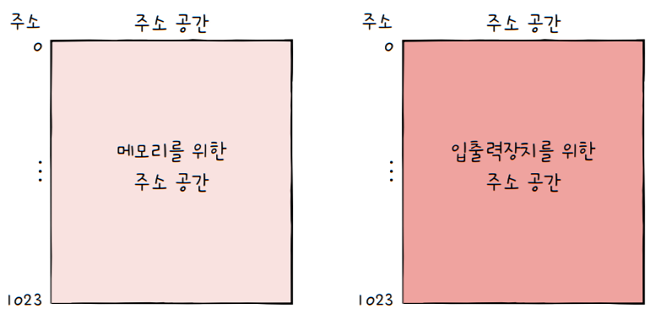 주소 주소 공간
0
메모리를 위한
주소 공간
⋮
1023
주소 주소 공간
0
입출력장치를 위한
주소 공간
⋮
1023